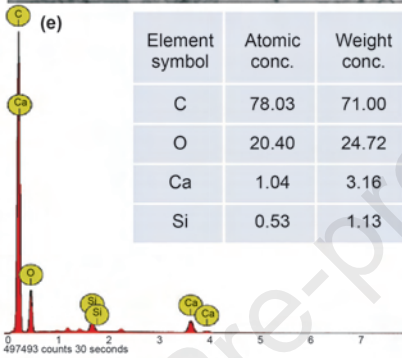 C
(e)
Element symbol Atomic conc. Weight conc.
C 78.03 71.00
O 20.40 24.72
Ca 1.04 3.16
Si 0.53 1.13
Ca
O
Si
Si
Ca
Ca
0 1 2 3 4 5 6 7
497493 counts 30 seconds
re-pre